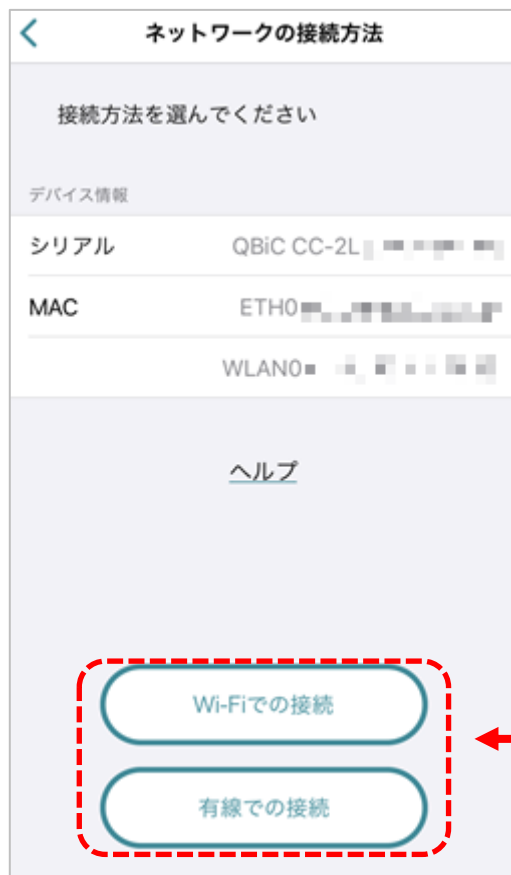 ネットワークの接続方法
接続方法を選んでください
デバイス情報
シリアル QBiC CC-2L
MAC ETH0
WLAN0
ヘルプ
Wi-Fiでの接続
有線での接続